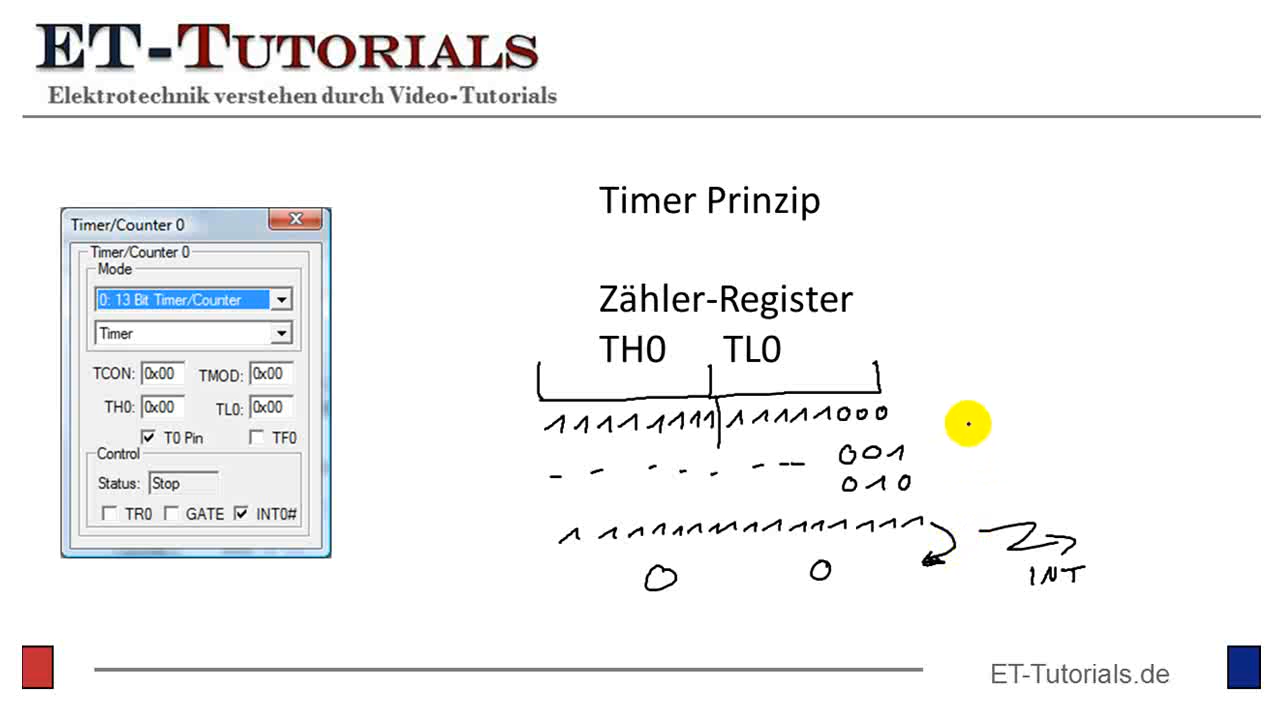 ET-TUTORIALS
Elektrotechnik verstehen durch Video-Tutorials
Timer/Counter 0
Timer/Counter 0
Mode
0: 13 Bit Timer/Counter
Timer
TCON: 0x00 TMOD: 0x00
TH0: 0x00 TL0: 0x00
T0 Pin TF0
Control
Status: Stop
TR0 GATE INT0#
Timer Prinzip
Zähler-Register
TH0 TL0
11111111 11111000
001
010
1111111111111111
0 0
INT
ET-Tutorials.de